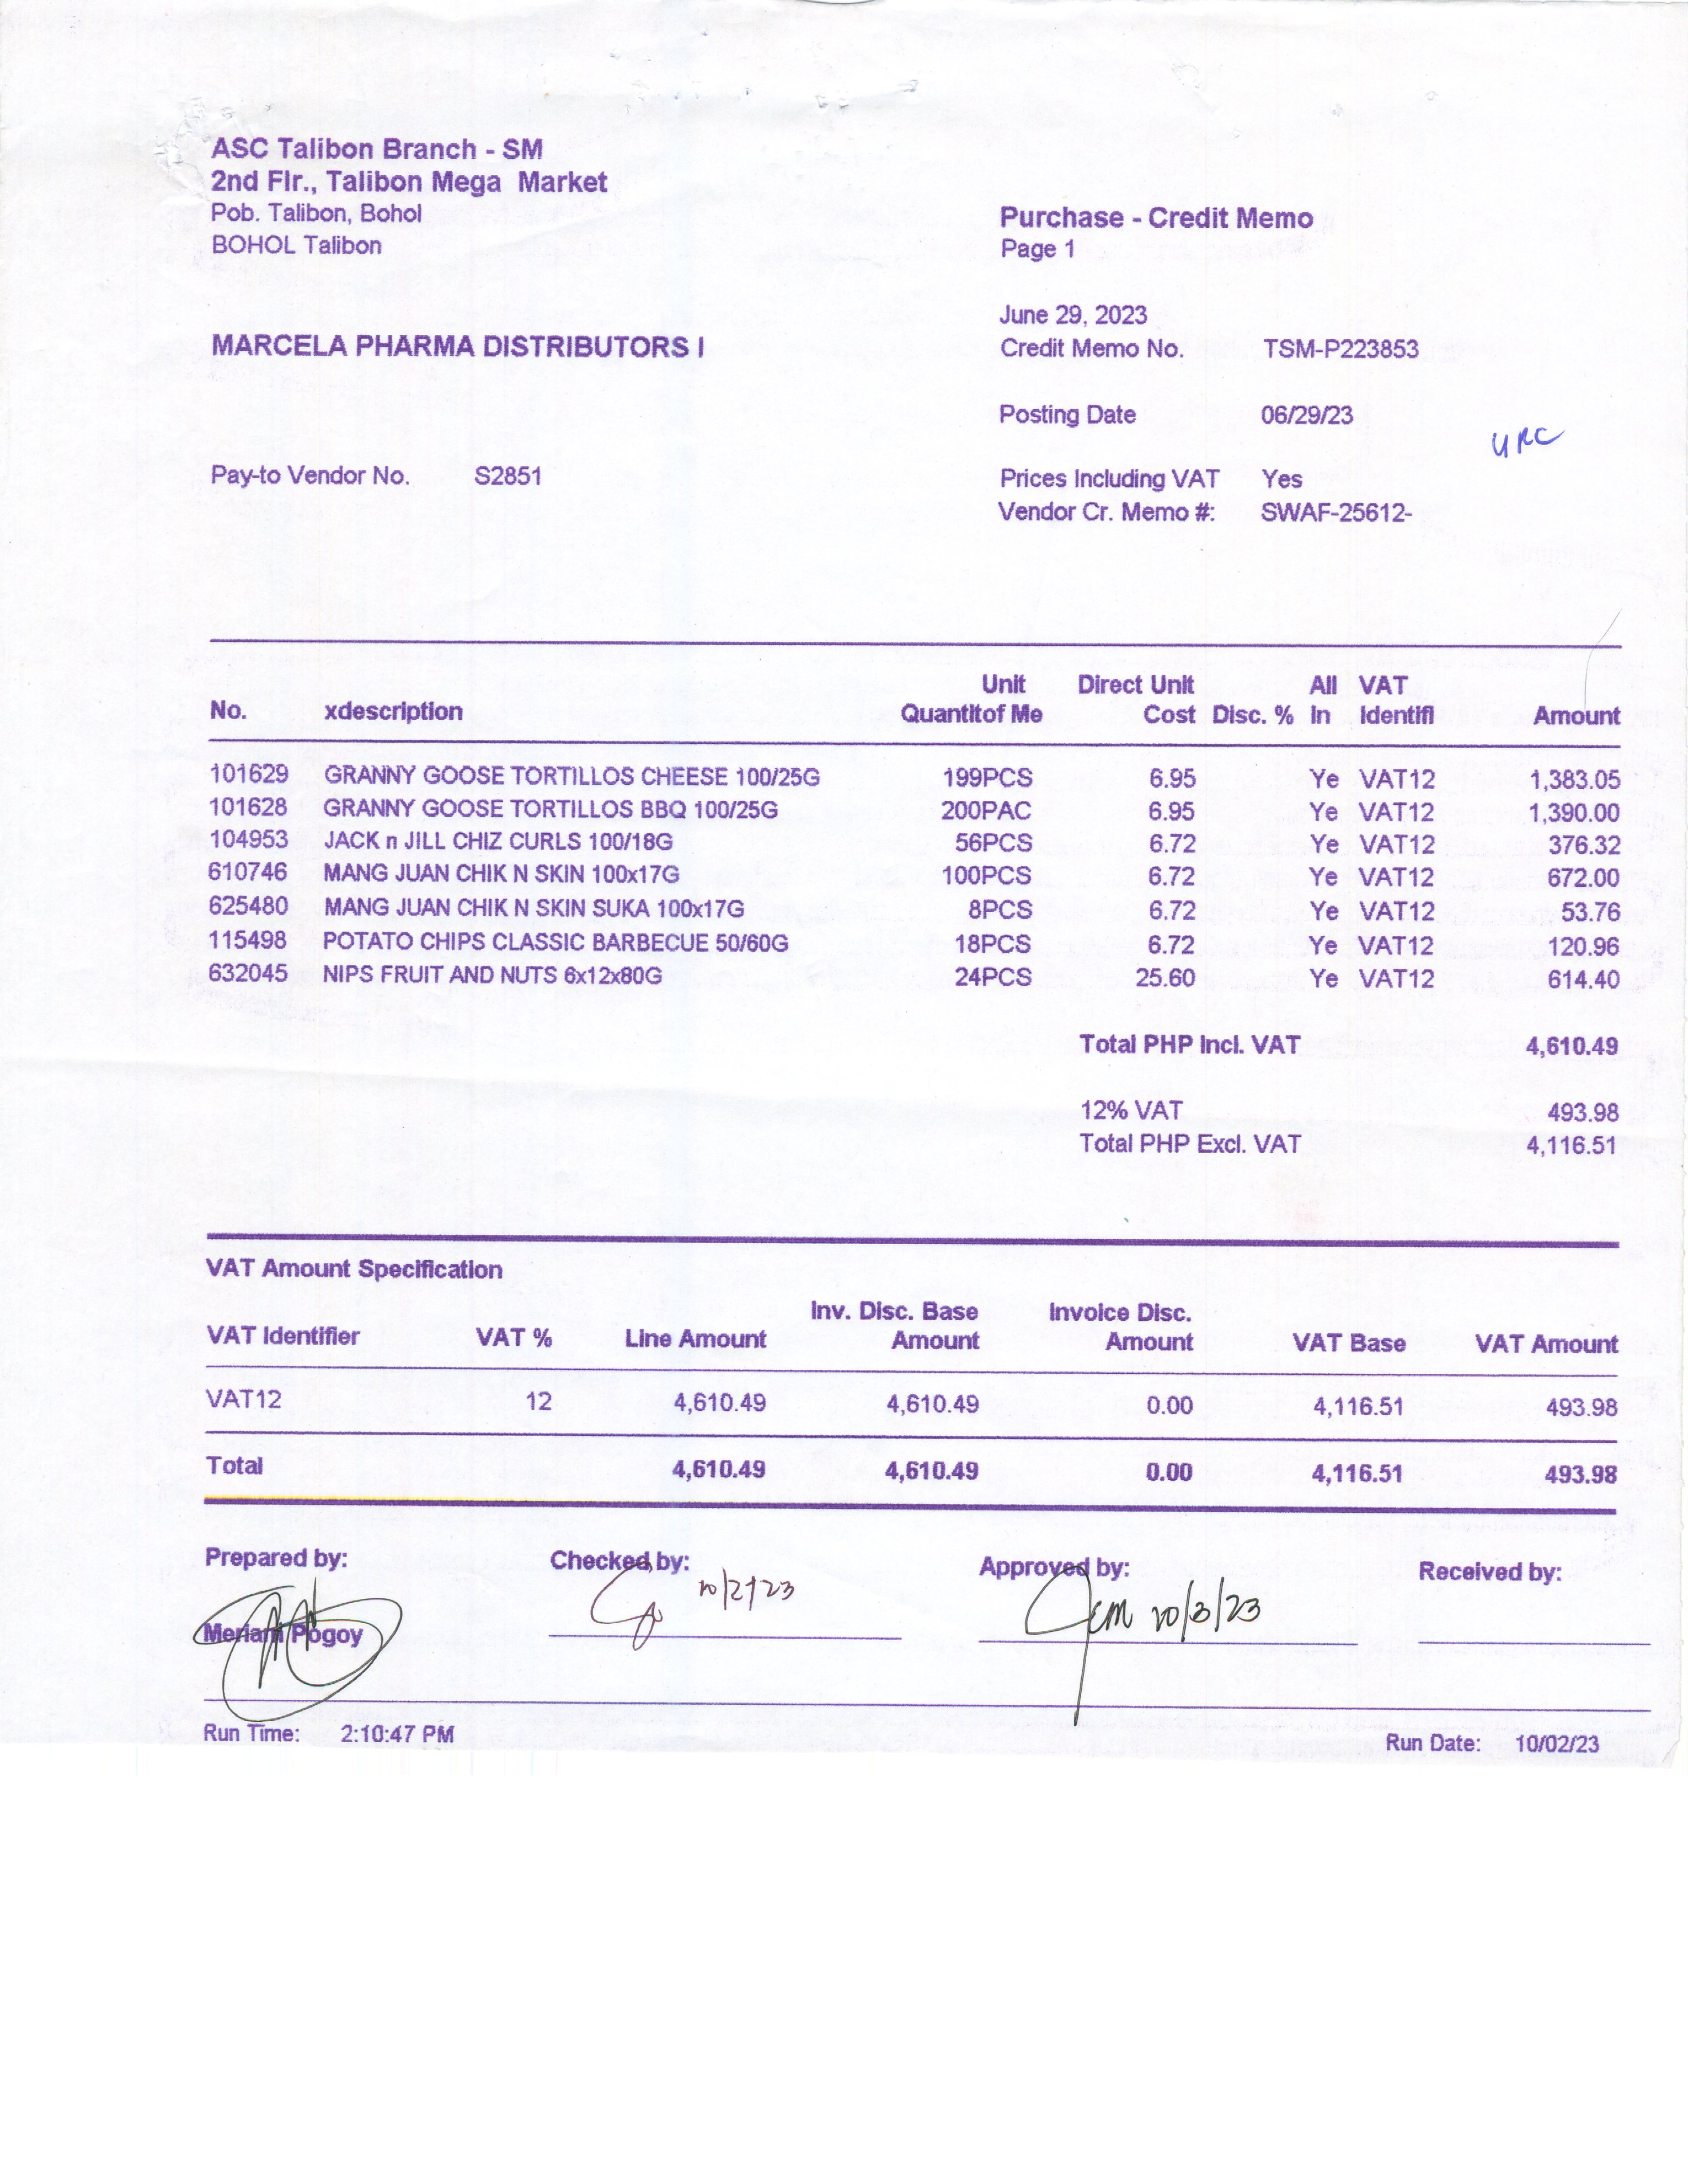 ASC Talibon Branch - SM
2nd Flr., Talibon Mega Market
Pob. Talibon, Bohol
BOHOL Talibon
Purchase - Credit Memo
Page 1
June 29, 2023
MARCELA PHARMA DISTRIBUTORS I
Credit Memo No. TSM-P223853
Posting Date 06/29/23
URC
Pay-to Vendor No. S2851
Prices Including VAT Yes
Vendor Cr. Memo #: SWAF-25612-
Unit Direct Unit All VAT
No. xdescription Quantitof Me Cost Disc. % In Identifi Amount
101629 GRANNY GOOSE TORTILLOS CHEESE 100/25G 199PCS 6.95 Ye VAT12 1,383.05
101628 GRANNY GOOSE TORTILLOS BBQ 100/25G 200PAC 6.95 Ye VAT12 1,390.00
104953 JACK n JILL CHIZ CURLS 100/18G 56PCS 6.72 Ye VAT12 376.32
610746 MANG JUAN CHIK N SKIN 100x17G 100PCS 6.72 Ye VAT12 672.00
625480 MANG JUAN CHIK N SKIN SUKA 100x17G 8PCS 6.72 Ye VAT12 53.76
115498 POTATO CHIPS CLASSIC BARBECUE 50/60G 18PCS 6.72 Ye VAT12 120.96
632045 NIPS FRUIT AND NUTS 6x12x80G 24PCS 25.60 Ye VAT12 614.40
Total PHP Incl. VAT 4,610.49
12% VAT 493.98
Total PHP Excl. VAT 4,116.51
VAT Amount Specification
Inv. Disc. Base Invoice Disc.
VAT Identifier VAT % Line Amount Amount Amount VAT Base VAT Amount
VAT12 12 4,610.49 4,610.49 0.00 4,116.51 493.98
Total 4,610.49 4,610.49 0.00 4,116.51 493.98
Prepared by: Checked by: Approved by: Received by:
10/2/23 10/3/23
Meriam Pogoy
Run Time: 2:10:47 PM Run Date: 10/02/23